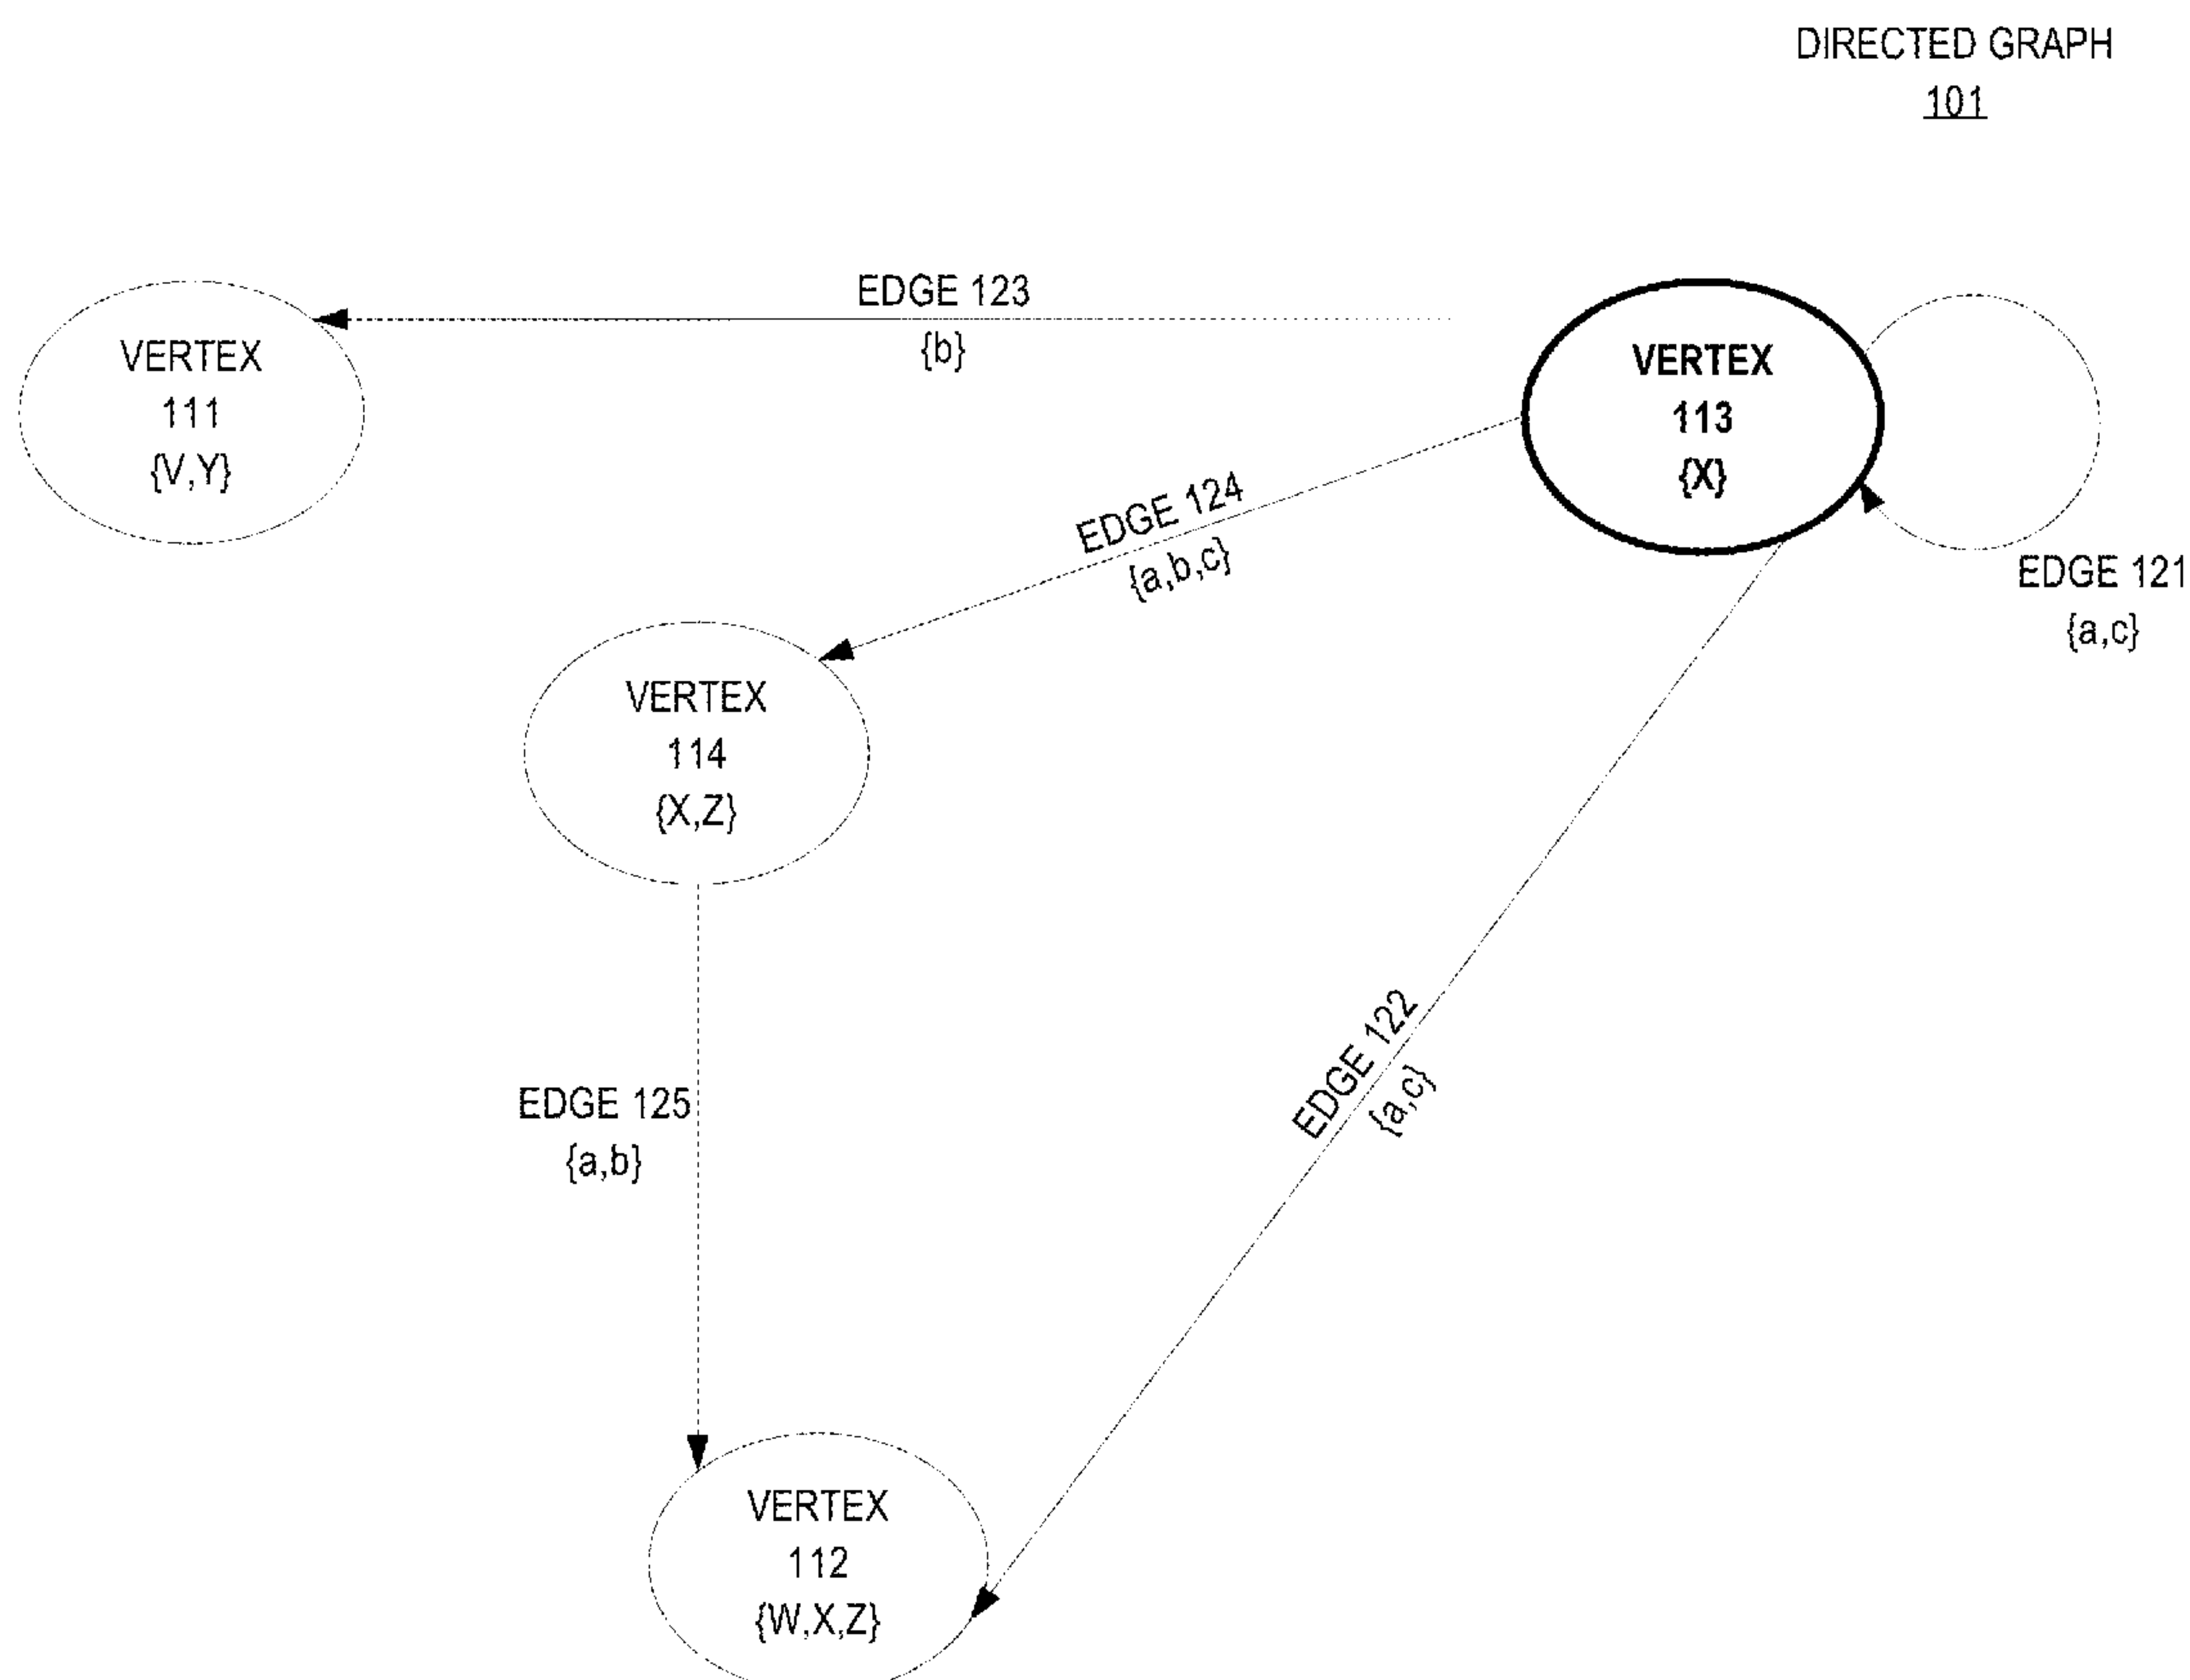 DIRECTED GRAPH
101
EDGE 123
{b}
VERTEX
111
{V,Y}
VERTEX
113
{X}
EDGE 124
{a,b,c}
EDGE 121
{a,c}
VERTEX
114
{X,Z}
EDGE 122
{a,c}
EDGE 125
{a,b}
VERTEX
112
{W,X,Z}